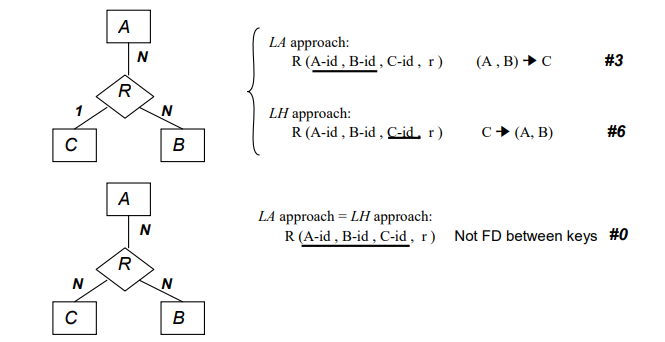 A
N
R
1
N
C
B
LA approach:
R (A-id , B-id , C-id , r ) (A , B) ➔ C #3
LH approach:
R (A-id , B-id , C-id , r ) C ➔ (A, B) #6
A
N
R
N
N
C
B
LA approach = LH approach:
R (A-id , B-id , C-id , r ) Not FD between keys #0